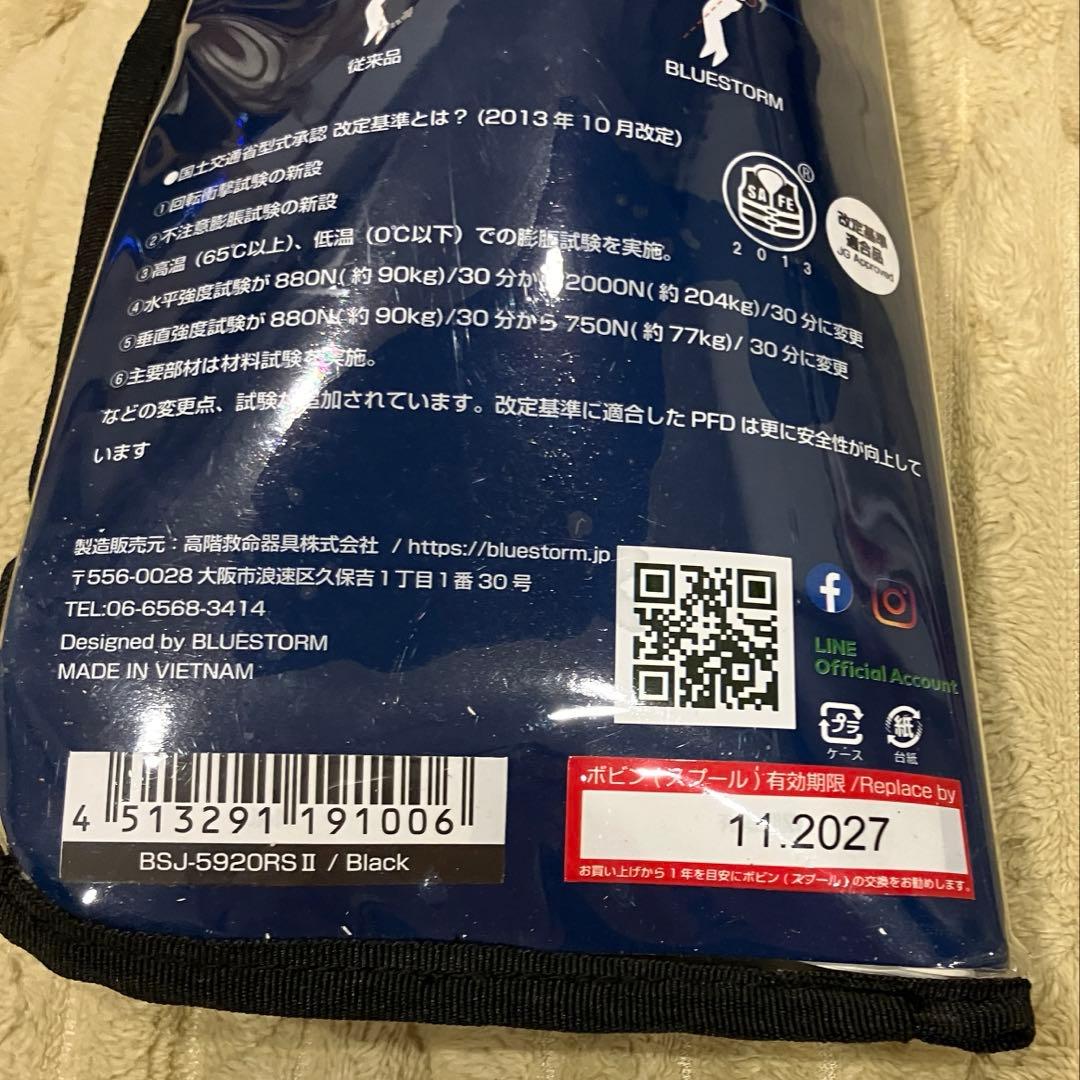 従来品
BLUESTORM
●国土交通省型式承認 改定基準とは？ (2013年10月改定)
①回転衝撃試験の新設
②不注意膨脹試験の新設
③高温（65℃以上）、低温（0℃以下）での膨脹試験を実施。
④水平強度試験が880N(約90kg)/30分から2000N(約204kg)/30分に変更
⑤垂直強度試験が880N(約90kg)/30分から750N(約77kg)/30分に変更
⑥主要部材は材料試験を実施。
などの変更点、試験が追加されています。改定基準に適合したPFDは更に安全性が向上して
います
SAFE ®
2013
改定基準
適合品
JG Approved
製造販売元：高階救命器具株式会社 / https://bluestorm.jp
〒556-0028 大阪市浪速区久保吉1丁目1番30号
TEL:06-6568-3414
Designed by BLUESTORM
MADE IN VIETNAM
LINE
Official Account
プラ
ケース
紙
台紙
4 513291 191006
BSJ-5920RSⅡ / Black
•ボビン(スプール)有効期限/Replace by
11.2027
お買い上げから1年を目安にボビン(スプール)の交換をお勧めします。